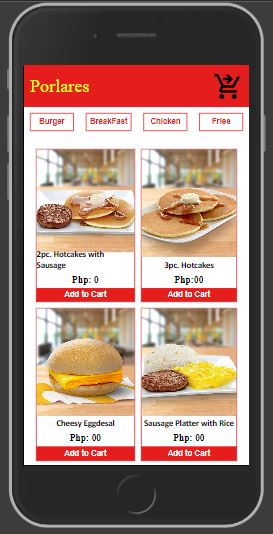 Porlares
Burger
BreakFast
Chicken
Fries
2pc. Hotcakes with
Sausage
Php: 0
Add to Cart
3pc. Hotcakes
Php:00
Add to Cart
Cheesy Eggdesal
Php: 00
Add to Cart
Sausage Platter with Rice
Php: 00
Add to Cart